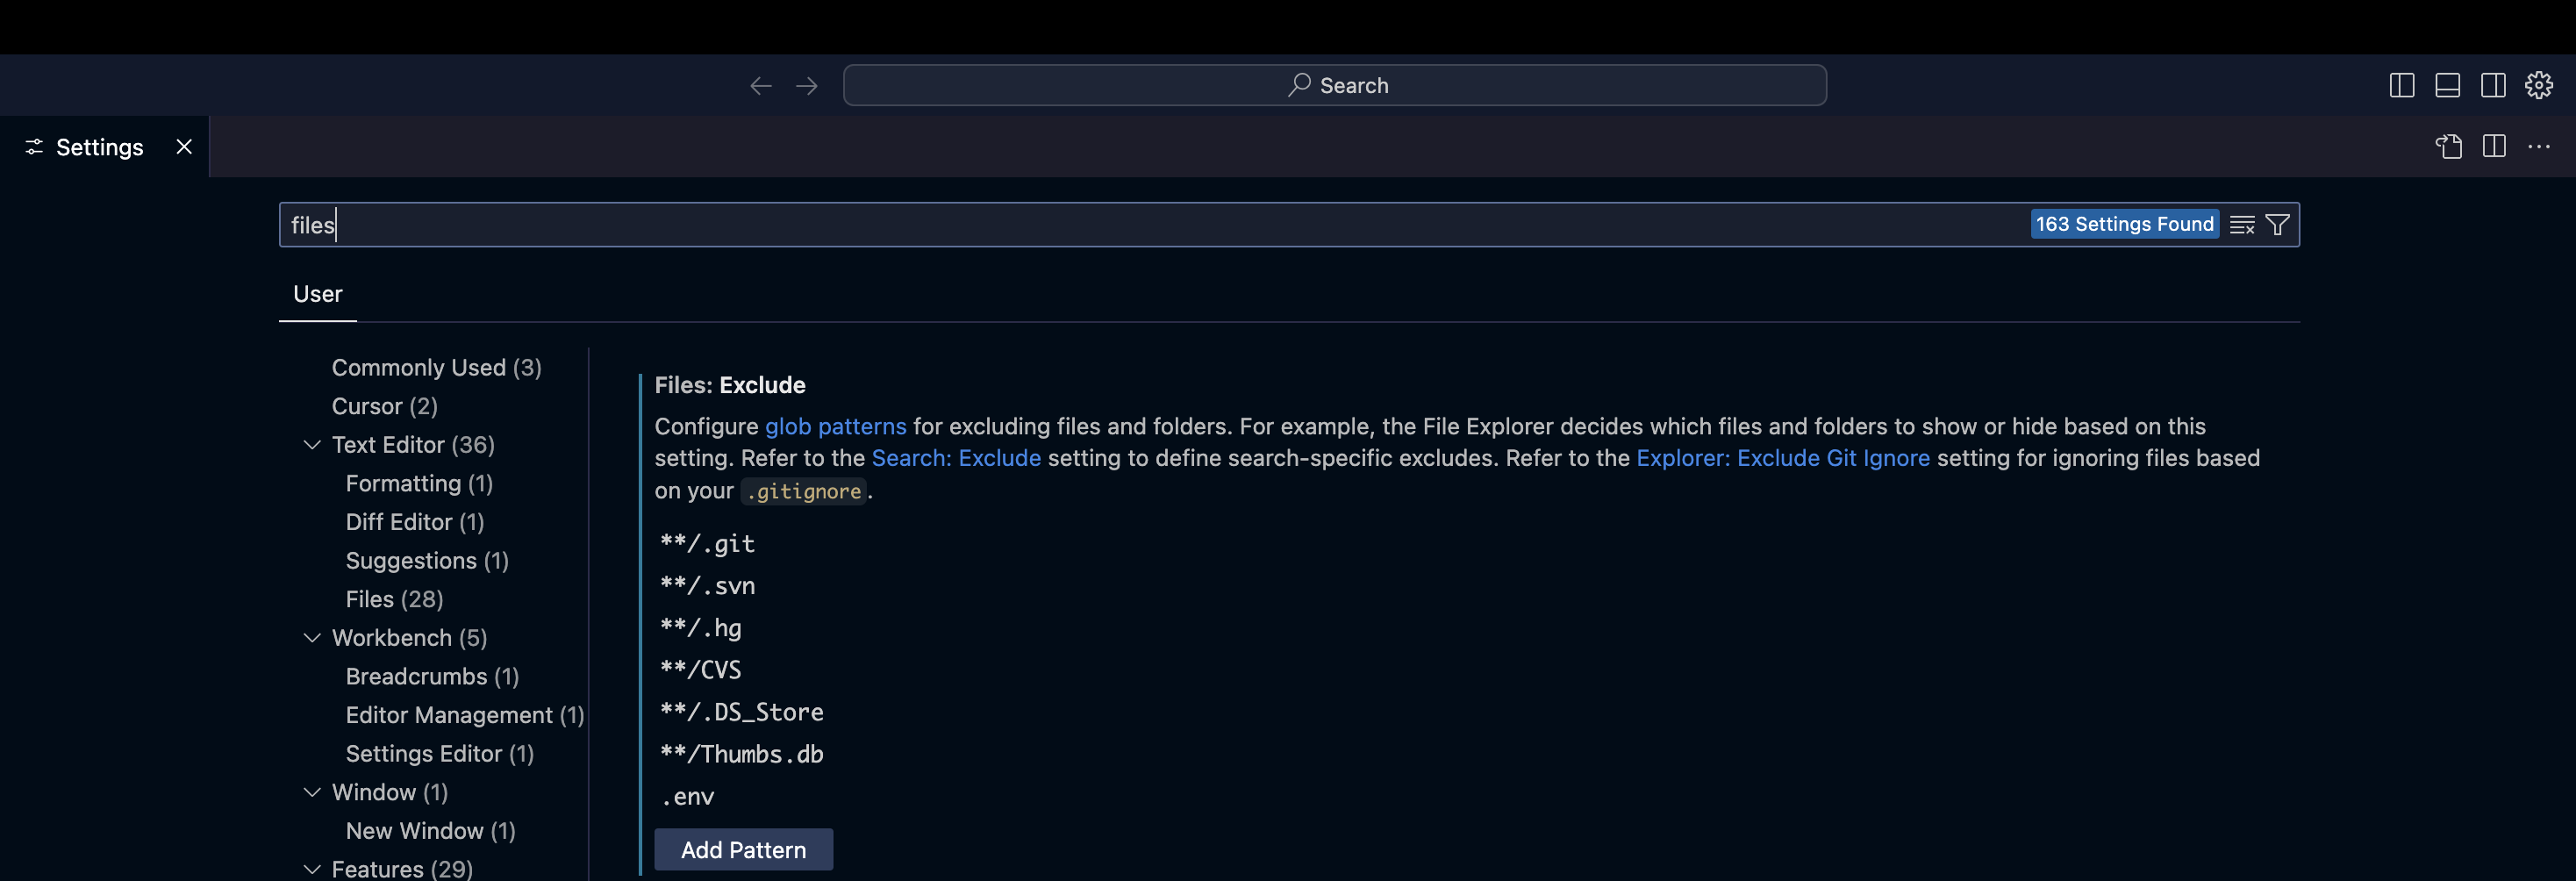 Search
Settings
files
163 Settings Found
User
Commonly Used (3)
Cursor (2)
Text Editor (36)
Formatting (1)
Diff Editor (1)
Suggestions (1)
Files (28)
Workbench (5)
Breadcrumbs (1)
Editor Management (1)
Settings Editor (1)
Window (1)
New Window (1)
Features (29)
Files: Exclude
Configure glob patterns for excluding files and folders. For example, the File Explorer decides which files and folders to show or hide based on this
setting. Refer to the Search: Exclude setting to define search-specific excludes. Refer to the Explorer: Exclude Git Ignore setting for ignoring files based
on your .gitignore.
**/.git
**/.svn
**/.hg
**/CVS
**/.DS_Store
**/Thumbs.db
.env
Add Pattern